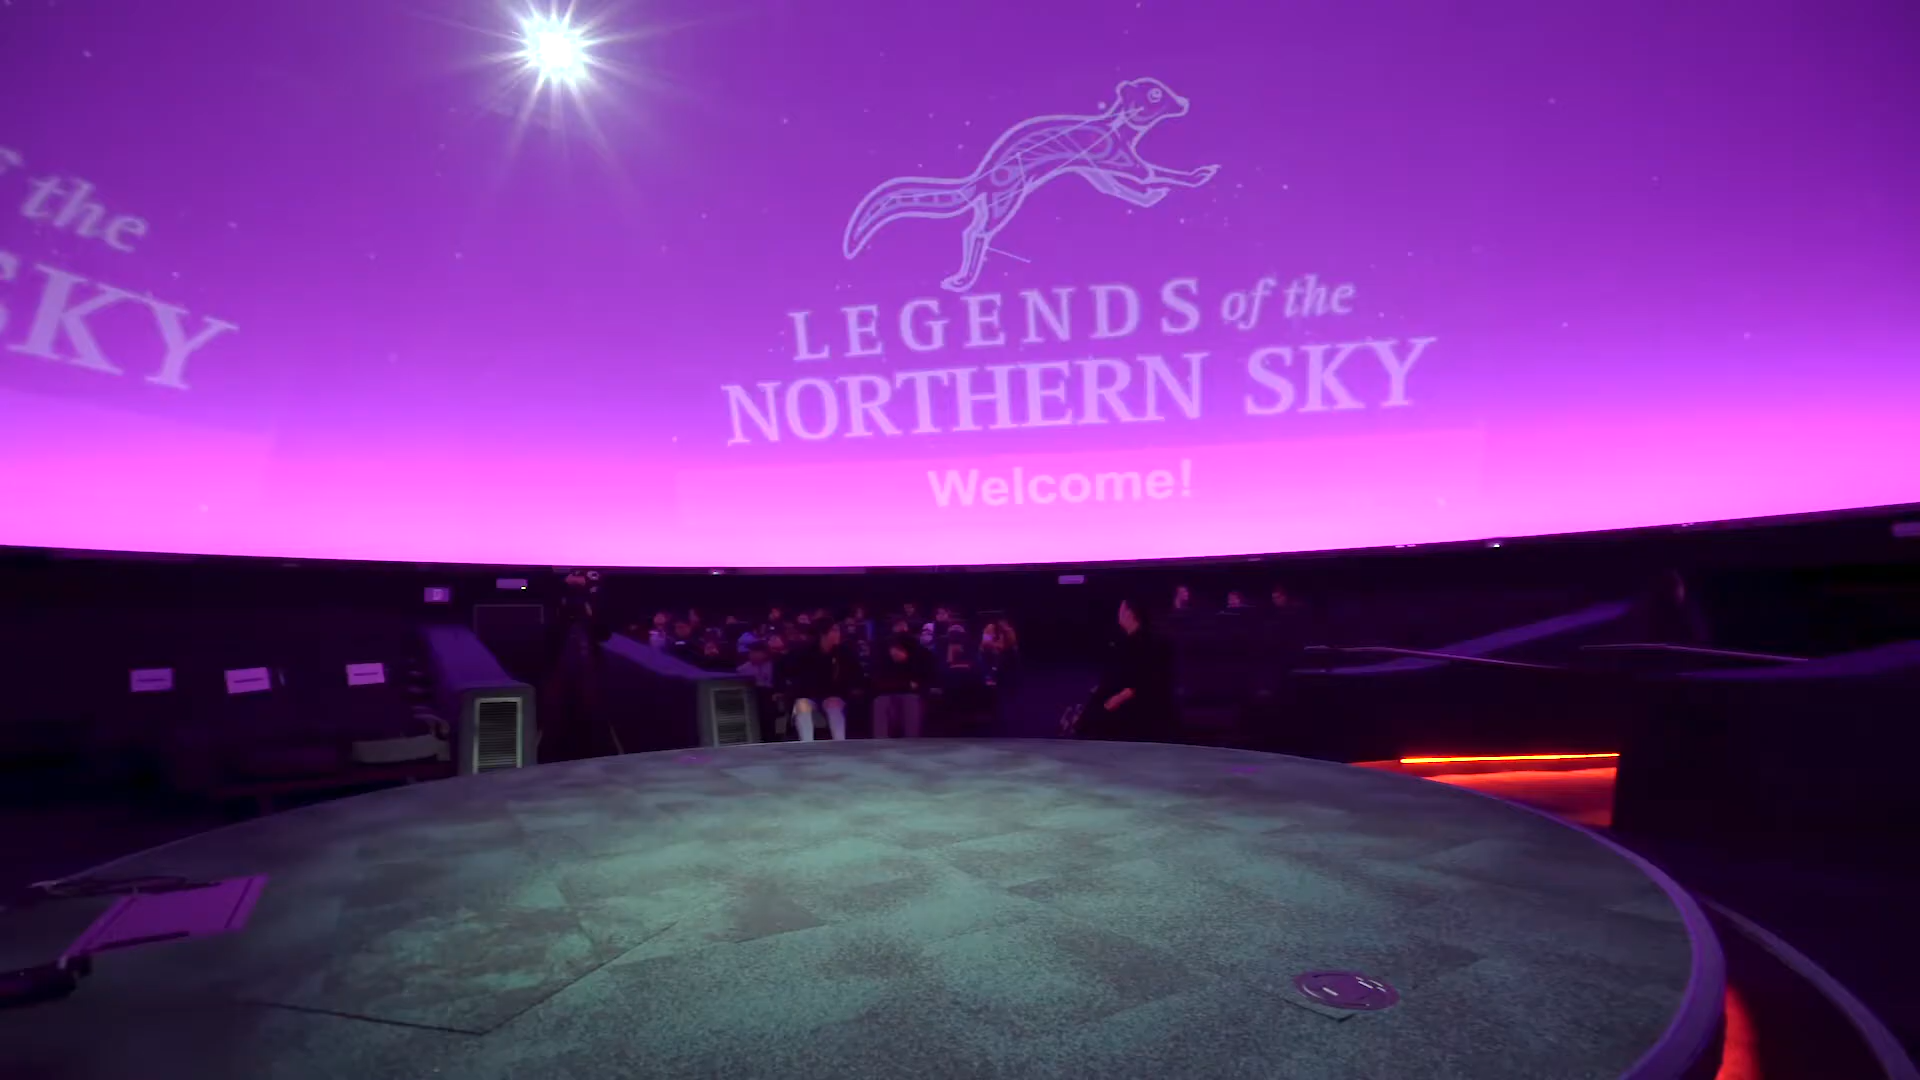 the
SKY
LEGENDS of the
NORTHERN SKY
Welcome!